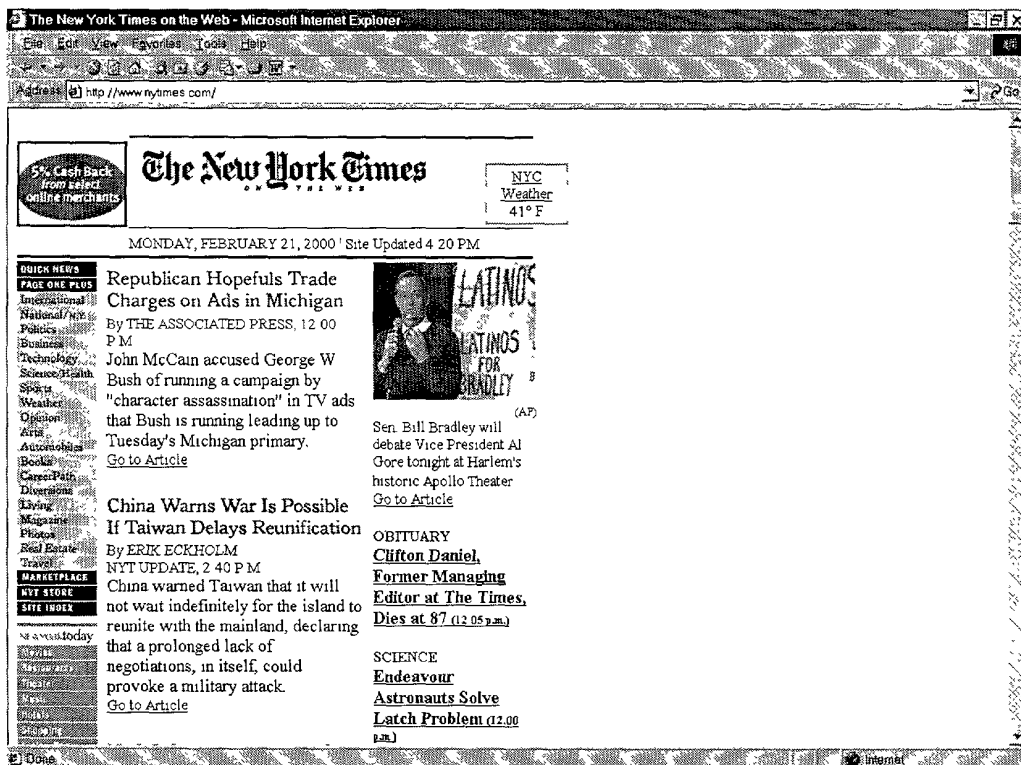 The New York Times on the Web - Microsoft Internet Explorer
File Edit View Favorites Tools Help
Address http //www nytimes com/
Go
5% Cash Back
from select
online merchants
The New York Times
ON THE WEB
NYC
Weather
41° F
MONDAY, FEBRUARY 21, 2000 | Site Updated 4 20 PM
QUICK NEWS
PAGE ONE PLUS
International
National/N.Y.
Politics
Business
Technology
Science/Health
Sports
Weather
Opinion
Arts
Automobiles
Books
CareerPath
Diversions
Living
Magazine
Photos
Real Estate
Travel
MARKETPLACE
NYT STORE
SITE INDEX
today
Republican Hopefuls Trade
Charges on Ads in Michigan
By THE ASSOCIATED PRESS, 12 00
P M
John McCain accused George W
Bush of running a campaign by
"character assassination" in TV ads
that Bush is running leading up to
Tuesday's Michigan primary.
Go to Article
China Warns War Is Possible
If Taiwan Delays Reunification
By ERIK ECKHOLM
NYT UPDATE, 2 40 P M
China warned Taiwan that it will
not wait indefinitely for the island to
reunite with the mainland, declaring
that a prolonged lack of
negotiations, in itself, could
provoke a military attack.
Go to Article
LATINOS
LATINOS
FOR
BRADLEY
(AP)
Sen. Bill Bradley will
debate Vice President Al
Gore tonight at Harlem's
historic Apollo Theater
Go to Article
OBITUARY
Clifton Daniel,
Former Managing
Editor at The Times,
Dies at 87 (12 05 p.m.)
SCIENCE
Endeavour
Astronauts Solve
Latch Problem (12.00
p.m.)
Done
Internet